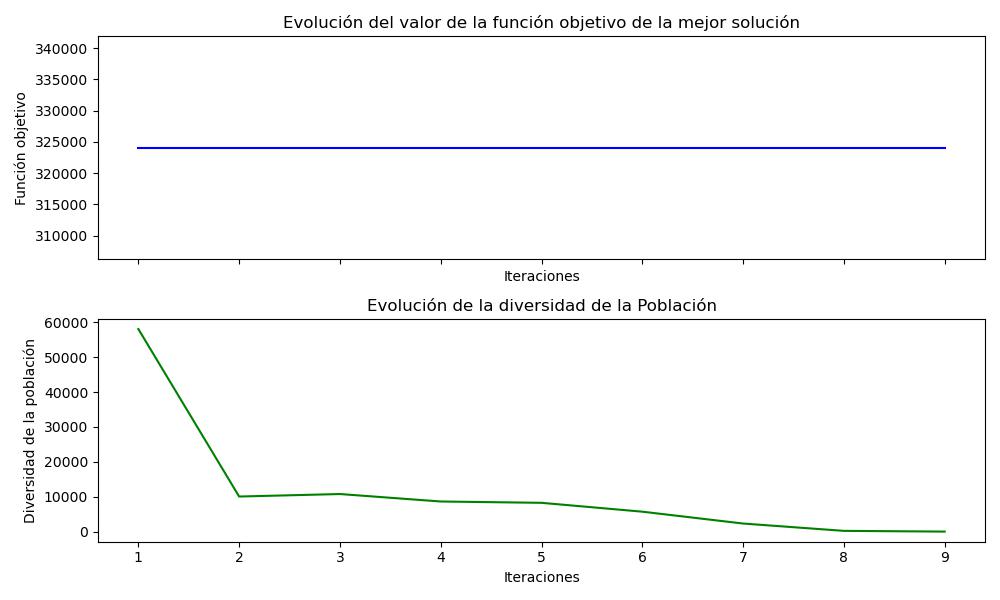 Evolución del valor de la función objetivo de la mejor solución
340000
335000
330000
325000
320000
315000
310000
Función objetivo
Iteraciones
Evolución de la diversidad de la Población
60000
50000
40000
30000
20000
10000
0
Diversidad de la población
1 2 3 4 5 6 7 8 9
Iteraciones